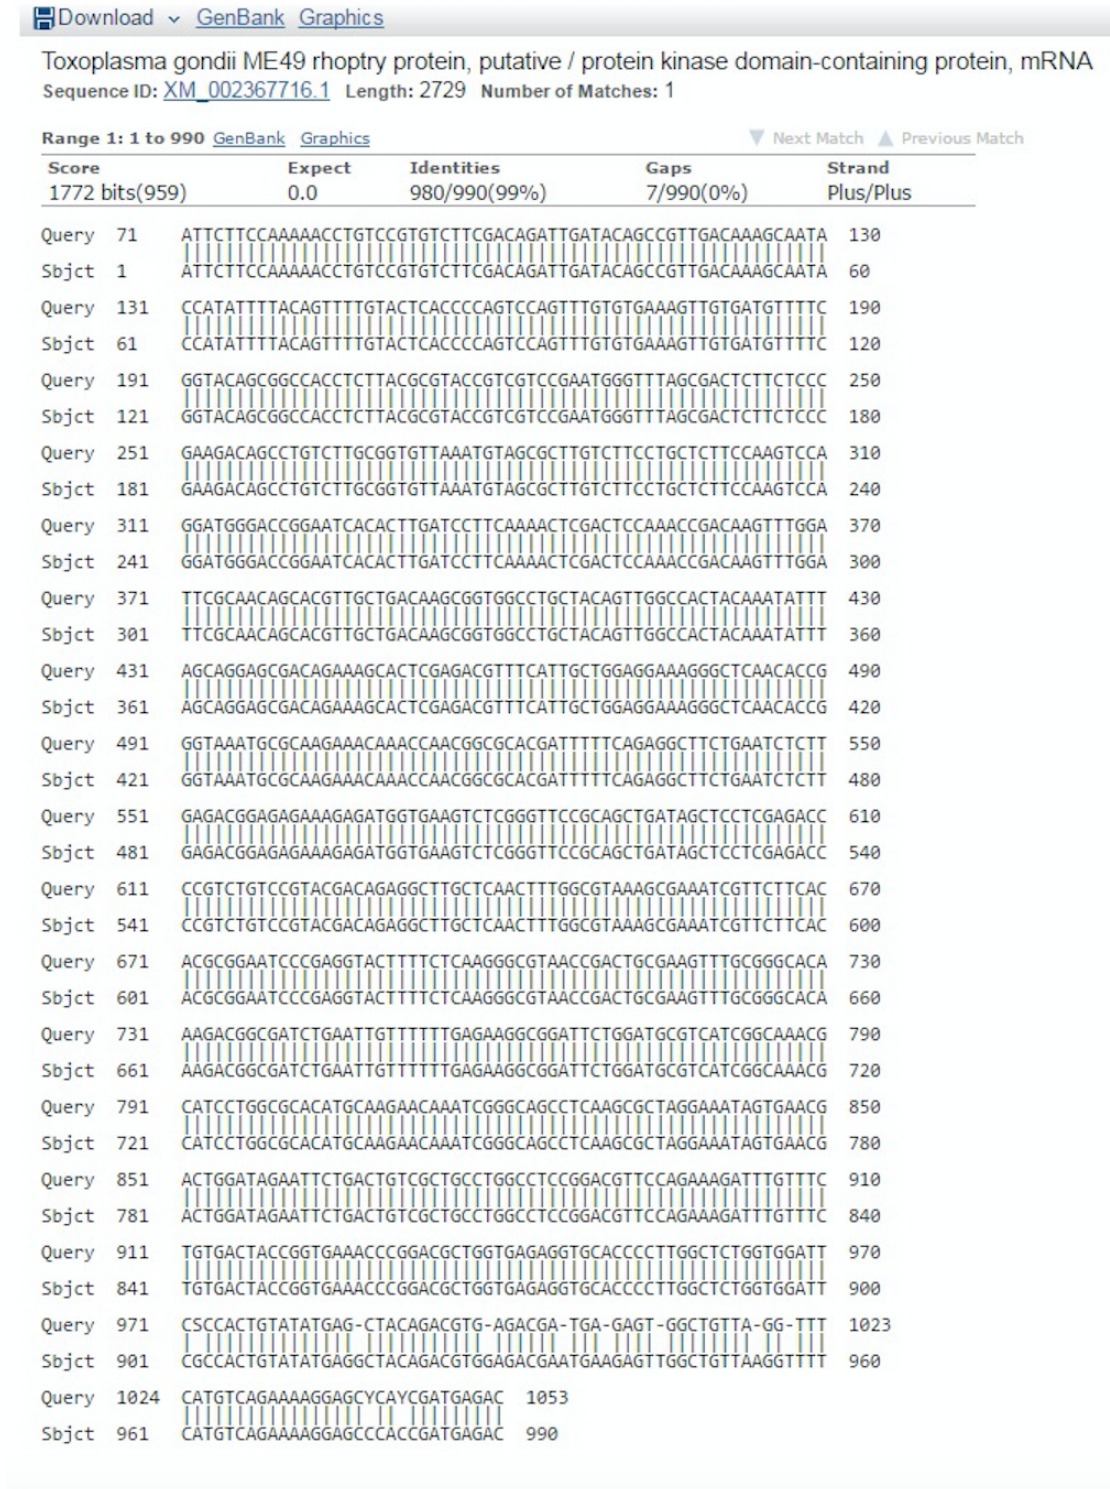 Download GenBank Graphics
Toxoplasma gondii ME49 rhoptry protein, putative / protein kinase domain-containing protein, mRNA
Sequence ID: XM_002367716.1 Length: 2729 Number of Matches: 1
Range 1: 1 to 990 GenBank Graphics Next Match Previous Match
Score Expect Identities Gaps Strand
1772 bits(959) 0.0 980/990(99%) 7/990(0%) Plus/Plus
Query 71 ATTCTTCCAAAAACCTGTCCGTGTCTTCGACAGATTGATACAGCCGTTGACAAAGCAATA 130
Sbjct 1 ATTCTTCCAAAAACCTGTCCGTGTCTTCGACAGATTGATACAGCCGTTGACAAAGCAATA 60
Query 131 CCATATTTTACAGTTTTGTACTCACCCCAGTCCAGTTTGTGTGAAAGTTGTGATGTTTTC 190
Sbjct 61 CCATATTTTACAGTTTTGTACTCACCCCAGTCCAGTTTGTGTGAAAGTTGTGATGTTTTC 120
Query 191 GGTACAGCGGCCACCTCTTACGCGTACCGTCGTCCGAATGGGTTTAGCGACTCTTCTCCC 250
Sbjct 121 GGTACAGCGGCCACCTCTTACGCGTACCGTCGTCCGAATGGGTTTAGCGACTCTTCTCCC 180
Query 251 GAAGACAGCCTGTCTTGCGGTGTTAAATGTAGCGCTTGTCTTCCTGCTCTTCCAAGTCCA 310
Sbjct 181 GAAGACAGCCTGTCTTGCGGTGTTAAATGTAGCGCTTGTCTTCCTGCTCTTCCAAGTCCA 240
Query 311 GGATGGGACCGGAATCACACTTGATCCTTCAAAACTCGACTCCAAACCGACAAGTTTGGA 370
Sbjct 241 GGATGGGACCGGAATCACACTTGATCCTTCAAAACTCGACTCCAAACCGACAAGTTTGGA 300
Query 371 TTCGCAACAGCACGTTGCTGACAAGCGGTGGCCTGCTACAGTTGGCCACTACAAATATTT 430
Sbjct 301 TTCGCAACAGCACGTTGCTGACAAGCGGTGGCCTGCTACAGTTGGCCACTACAAATATTT 360
Query 431 AGCAGGAGCGACAGAAAGCACTCGAGACGTTTCATTGCTGGAGGAAAGGGCTCAACACCG 490
Sbjct 361 AGCAGGAGCGACAGAAAGCACTCGAGACGTTTCATTGCTGGAGGAAAGGGCTCAACACCG 420
Query 491 GGTAAATGCGCAAGAAACAAACCAACGGCGCACGATTTTTCAGAGGCTTCTGAATCTCTT 550
Sbjct 421 GGTAAATGCGCAAGAAACAAACCAACGGCGCACGATTTTTCAGAGGCTTCTGAATCTCTT 480
Query 551 GAGACGGAGAGAAAGAGATGGTGAAGTCTCGGGTTCCGCAGCTGATAGCTCCTCGAGACC 610
Sbjct 481 GAGACGGAGAGAAAGAGATGGTGAAGTCTCGGGTTCCGCAGCTGATAGCTCCTCGAGACC 540
Query 611 CCGTCTGTCCGTACGACAGAGGCTTGCTCAACTTTGGCGTAAAGCGAAATCGTTCTTCAC 670
Sbjct 541 CCGTCTGTCCGTACGACAGAGGCTTGCTCAACTTTGGCGTAAAGCGAAATCGTTCTTCAC 600
Query 671 ACGCGGAATCCCGAGGTACTTTTCTCAAGGGCGTAACCGACTGCGAAGTTTGCGGGCACA 730
Sbjct 601 ACGCGGAATCCCGAGGTACTTTTCTCAAGGGCGTAACCGACTGCGAAGTTTGCGGGCACA 660
Query 731 AAGACGGCGATCTGAATTGTTTTTTGAGAAGGCGGATTCTGGATGCGTCATCGGCAAACG 790
Sbjct 661 AAGACGGCGATCTGAATTGTTTTTTGAGAAGGCGGATTCTGGATGCGTCATCGGCAAACG 720
Query 791 CATCCTGGCGCACATGCAAGAACAAATCGGGCAGCCTCAAGCGCTAGGAAATAGTGAACG 850
Sbjct 721 CATCCTGGCGCACATGCAAGAACAAATCGGGCAGCCTCAAGCGCTAGGAAATAGTGAACG 780
Query 851 ACTGGATAGAATTCTGACTGTCGCTGCCTGGCCTCCGGACGTTCCAGAAAGATTTGTTTC 910
Sbjct 781 ACTGGATAGAATTCTGACTGTCGCTGCCTGGCCTCCGGACGTTCCAGAAAGATTTGTTTC 840
Query 911 TGTGACTACCGGTGAAACCCGGACGCTGGTGAGAGGTGCACCCCTTGGCTCTGGTGGATT 970
Sbjct 841 TGTGACTACCGGTGAAACCCGGACGCTGGTGAGAGGTGCACCCCTTGGCTCTGGTGGATT 900
Query 971 CSCCACTGTATATGAG-CTACAGACGTG-AGACGA-TGA-GAGT-GGCTGTTA-GG-TTT 1023
Sbjct 901 CGCCACTGTATATGAGGCTACAGACGTGGAGACGAATGAAGAGTTGGCTGTTAAGGTTTT 960
Query 1024 CATGTCAGAAAAGGAGCYCAYCGATGAGAC 1053
Sbjct 961 CATGTCAGAAAAGGAGCCCACCGATGAGAC 990